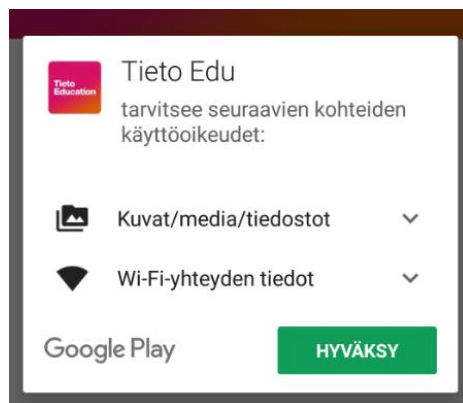 Tieto
Education
Tieto Edu
tarvitsee seuraavien kohteiden
käyttöoikeudet:
Kuvat/media/tiedostot
Wi-Fi-yhteyden tiedot
Google Play
HYVÄKSY